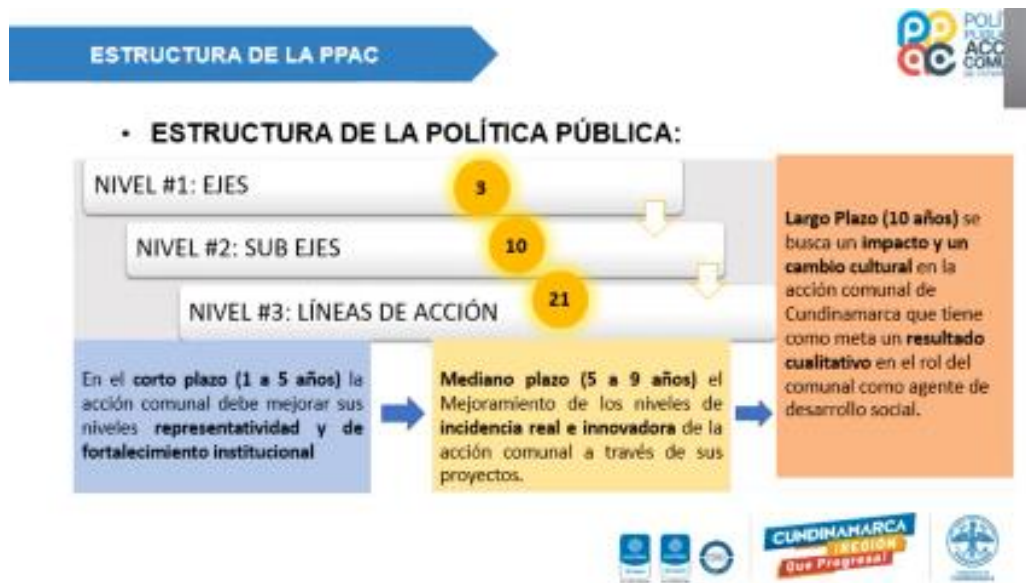 ESTRUCTURA DE LA PPAC
ACC
• ESTRUCTURA DE LA POLÍTICA PÚBLICA:
NIVEL #1: EJES
3
NIVEL #2: SUB EJES
10
NIVEL #3: LÍNEAS DE ACCIÓN
21
En el corto plazo (1 a 5 años) la
acción comunal debe mejorar sus
niveles representatividad y de
fortalecimiento institucional
Mediano plazo (5 a 9 años) el
Mejoramiento de los niveles de
incidencia real e innovadora de la
acción comunal a través de sus
proyectos.
Largo Plazo (10 años) se
busca un impacto y un
cambio cultural en la
acción comunal de
Cundinamarca que tiene
como meta un resultado
cualitativo en el rol del
comunal como agente de
desarrollo social.
CUNDINAMARCA
¡REGIÓN
Que Progresa!